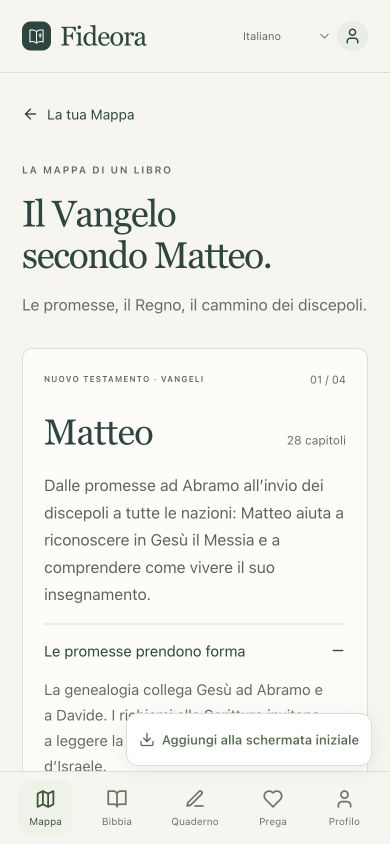 Fideora
Italiano
La tua Mappa
LA MAPPA DI UN LIBRO
Il Vangelo
secondo Matteo.
Le promesse, il Regno, il cammino dei discepoli.
NUOVO TESTAMENTO · VANGELI
01 / 04
Matteo
28 capitoli
Dalle promesse ad Abramo all’invio dei
discepoli a tutte le nazioni: Matteo aiuta a
riconoscere in Gesù il Messia e a
comprendere come vivere il suo
insegnamento.
Le promesse prendono forma
La genealogia collega Gesù ad Abramo e
a Davide. I
a leggere la
d’Israele.
Aggiungi alla schermata iniziale
Mappa
Bibbia
Quaderno
Prega
Profilo